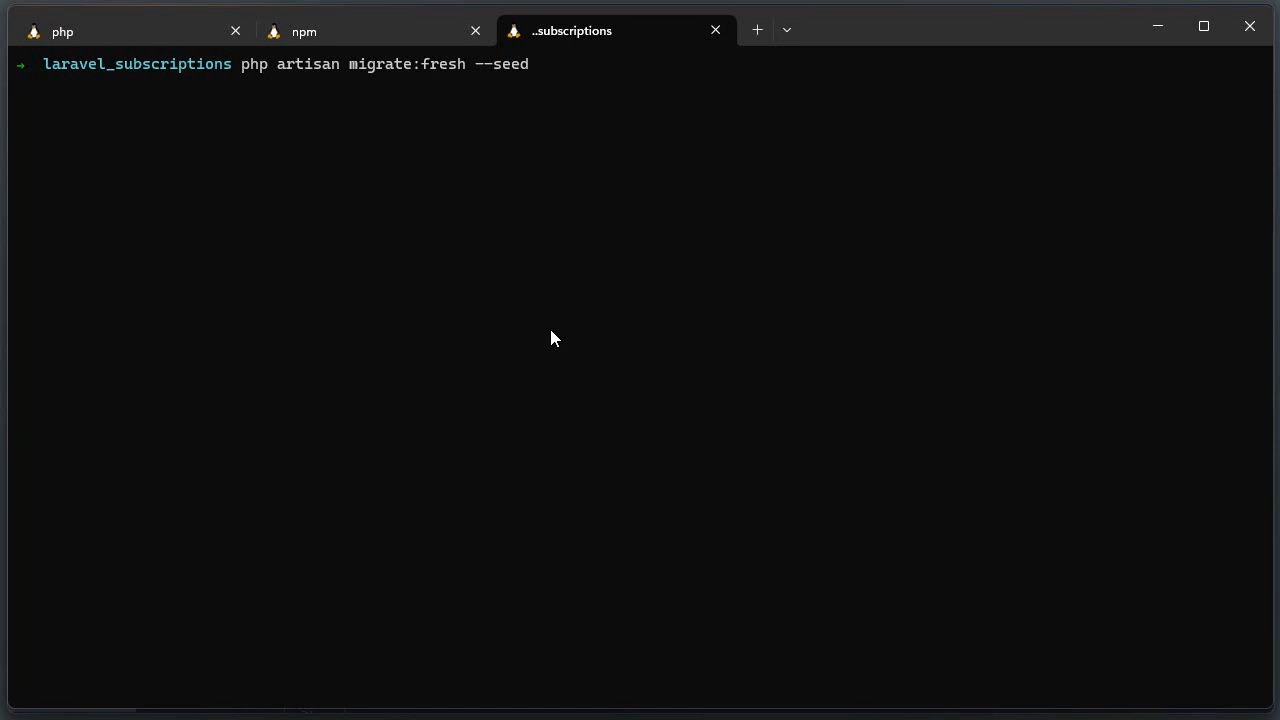 php
npm
..subscriptions
→ laravel_subscriptions php artisan migrate:fresh --seed